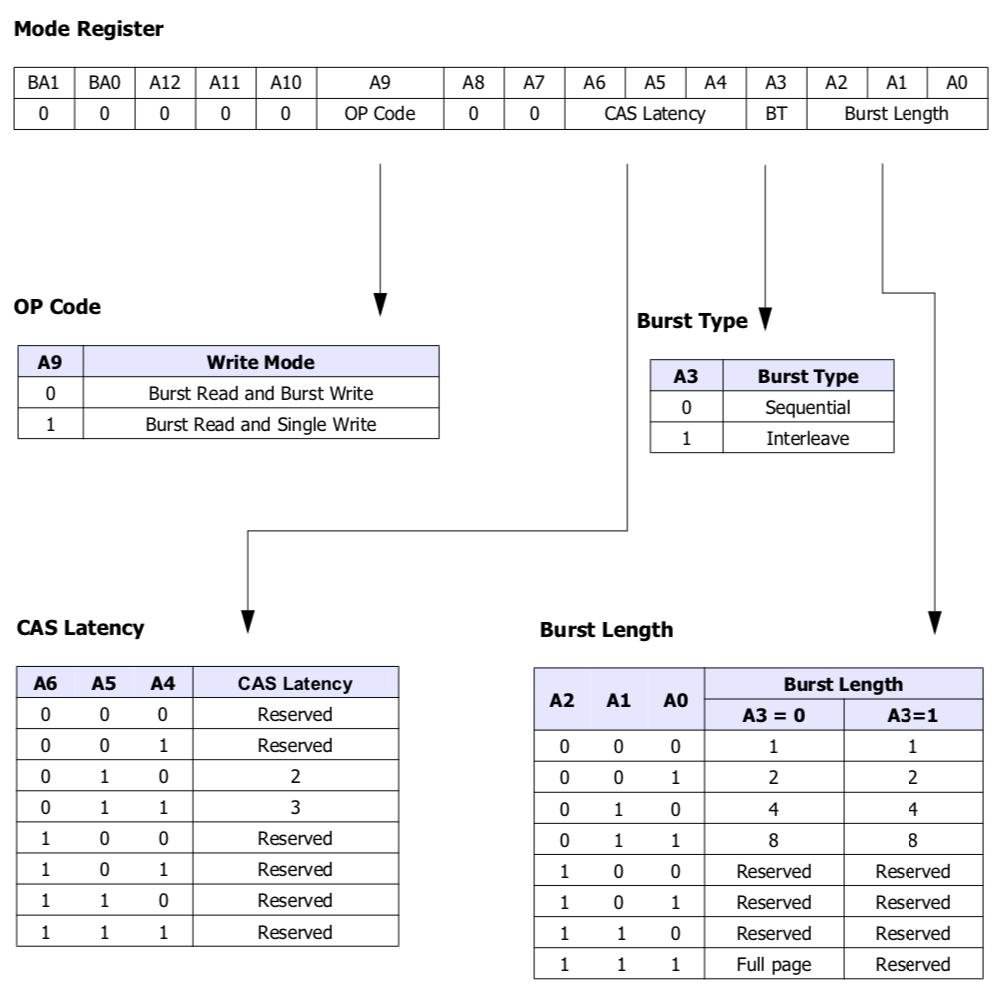 Mode Register
BA1 BA0 A12 A11 A10 A9 A8 A7 A6 A5 A4 A3 A2 A1 A0
0 0 0 0 0 OP Code 0 0 CAS Latency BT Burst Length
OP Code
A9 Write Mode
0 Burst Read and Burst Write
1 Burst Read and Single Write
Burst Type
A3 Burst Type
0 Sequential
1 Interleave
CAS Latency
A6 A5 A4 CAS Latency
0 0 0 Reserved
0 0 1 Reserved
0 1 0 2
0 1 1 3
1 0 0 Reserved
1 0 1 Reserved
1 1 0 Reserved
1 1 1 Reserved
Burst Length
A2 A1 A0 Burst Length
A3 = 0 A3=1
0 0 0 1 1
0 0 1 2 2
0 1 0 4 4
0 1 1 8 8
1 0 0 Reserved Reserved
1 0 1 Reserved Reserved
1 1 0 Reserved Reserved
1 1 1 Full page Reserved